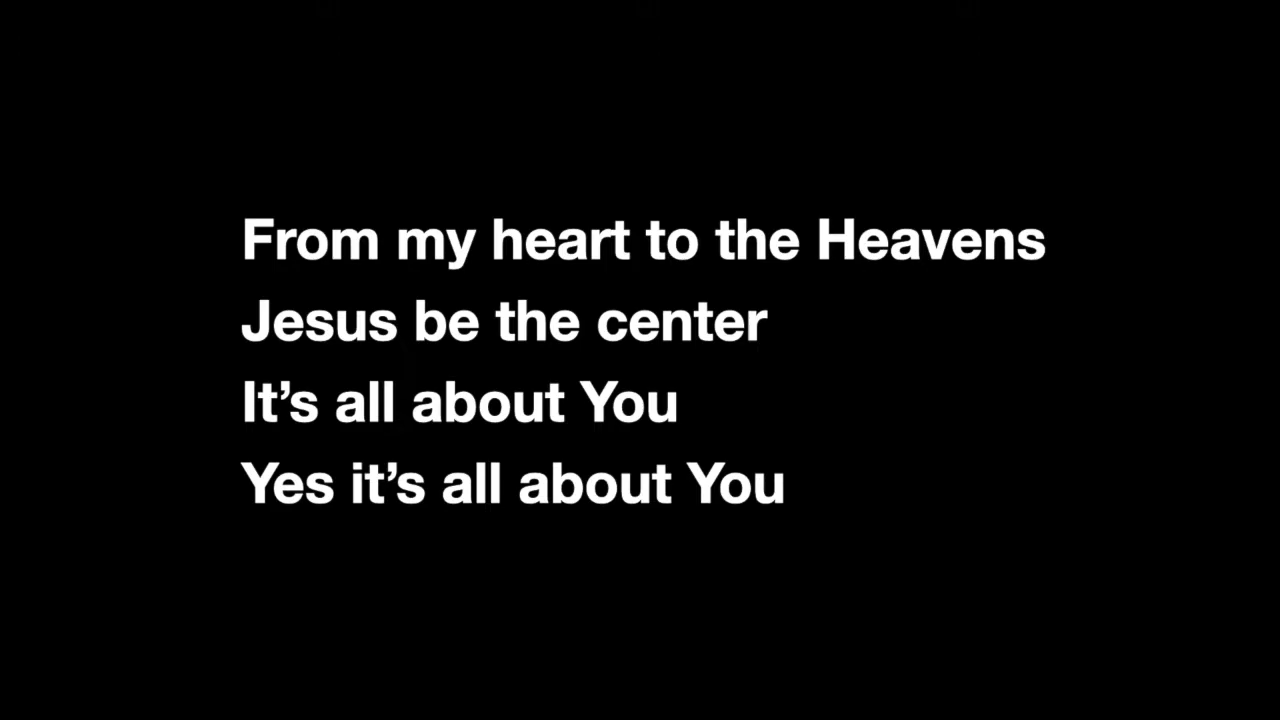 From my heart to the Heavens
Jesus be the center
It’s all about You
Yes it’s all about You